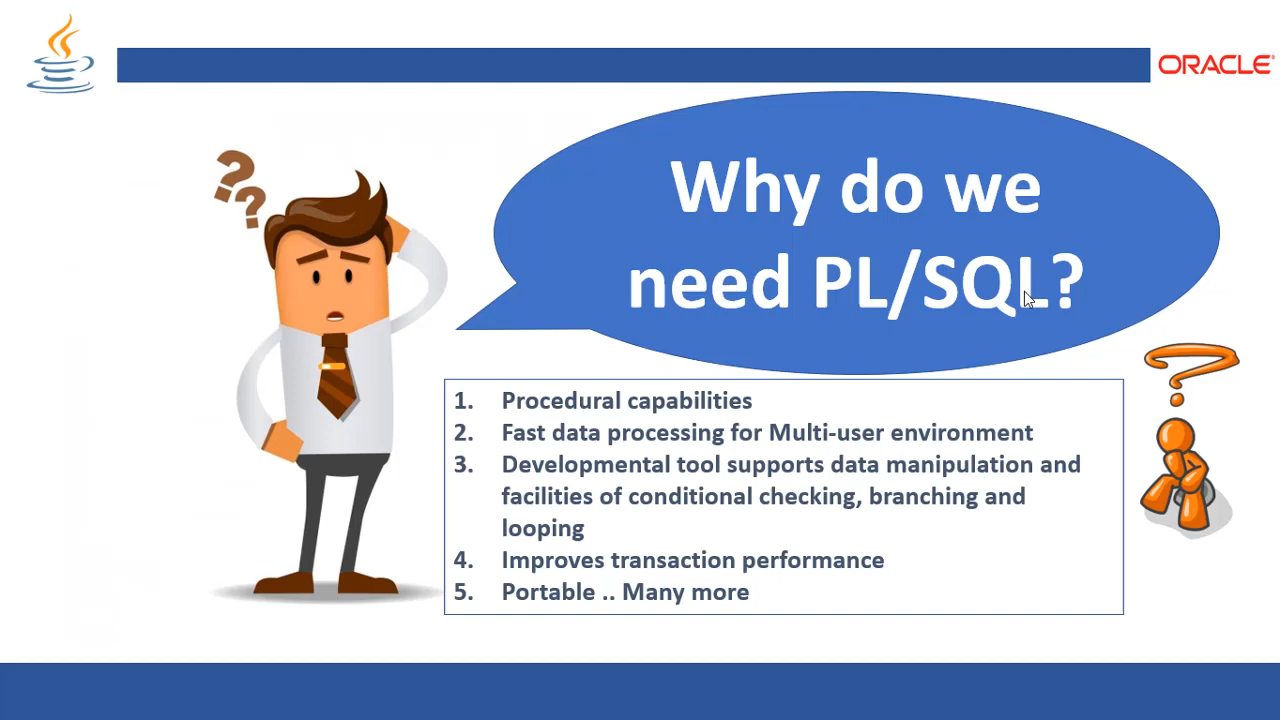 ORACLE
??
Why do we
need PL/SQL?
?
1. Procedural capabilities
2. Fast data processing for Multi-user environment
3. Developmental tool supports data manipulation and
facilities of conditional checking, branching and
looping
4. Improves transaction performance
5. Portable .. Many more